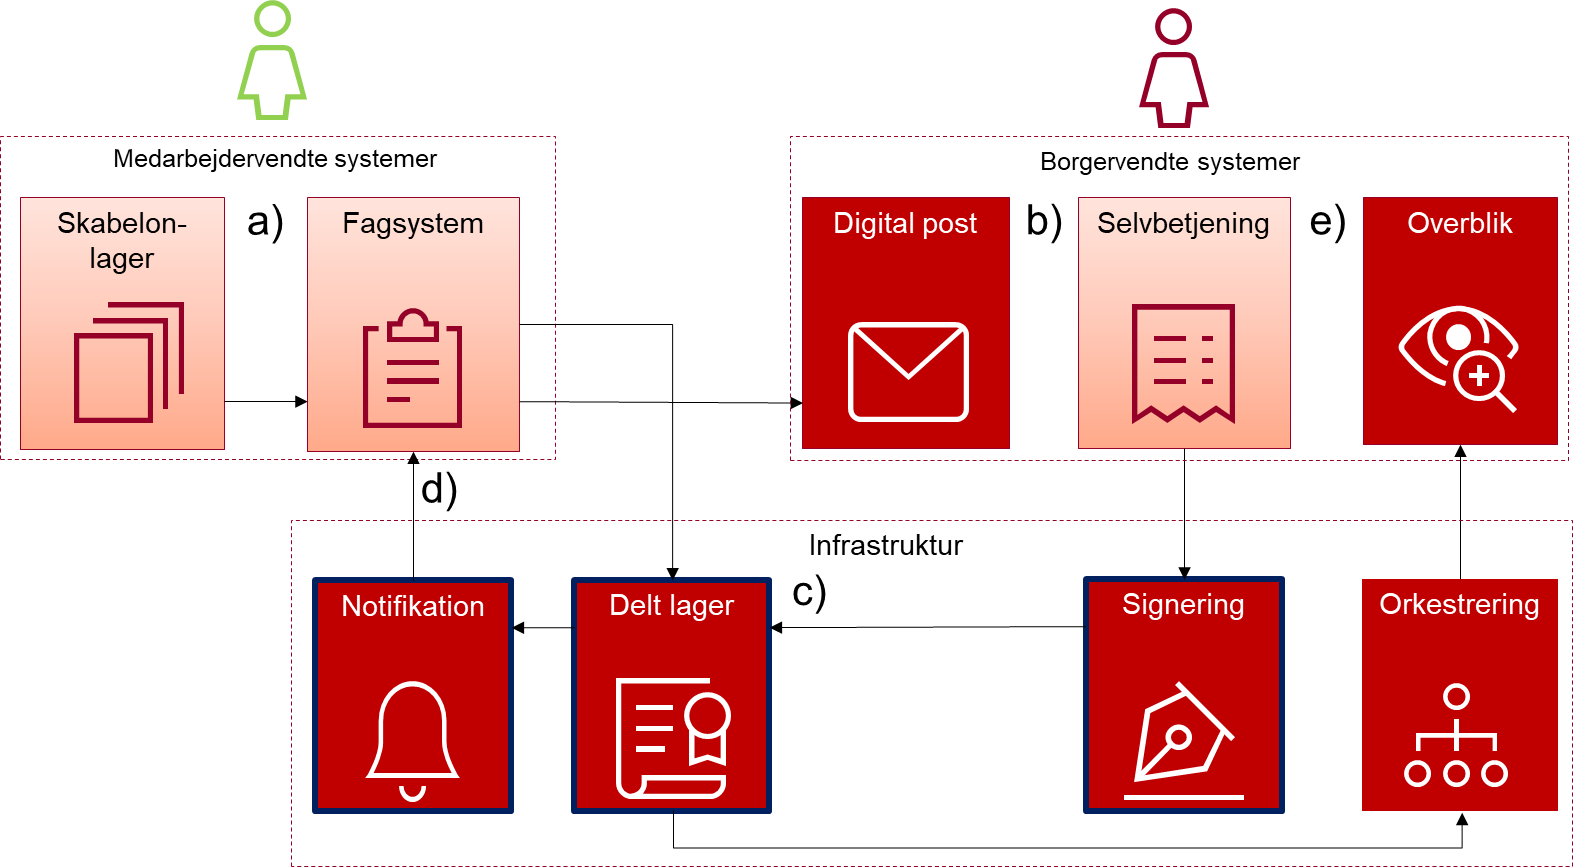 Medarbejdervendte systemer
Borgervendte systemer
Skabelon-
lager
a)
Fagsystem
Digital post
b)
Selvbetjening
e)
Overblik
d)
Infrastruktur
Notifikation
Delt lager
c)
Signering
Orkestrering